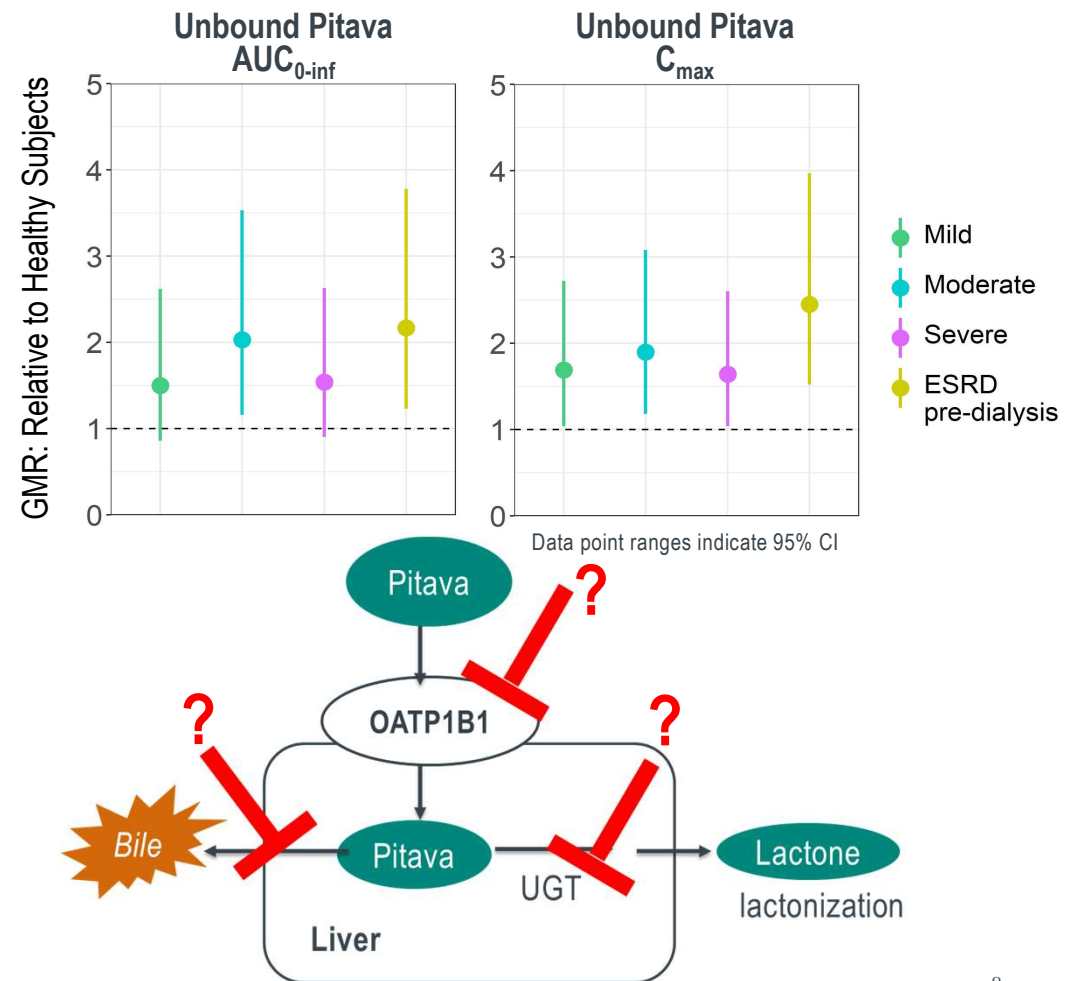 Unbound Pitava
AUC0-inf
Unbound Pitava
Cmax
GMR: Relative to Healthy Subjects
5
4
3
2
1
0
5
4
3
2
1
0
Mild
Moderate
Severe
ESRD
pre-dialysis
Data point ranges indicate 95% CI
Pitava
?
OATP1B1
?
?
Bile
Pitava
UGT
Lactone
lactonization
Liver
8